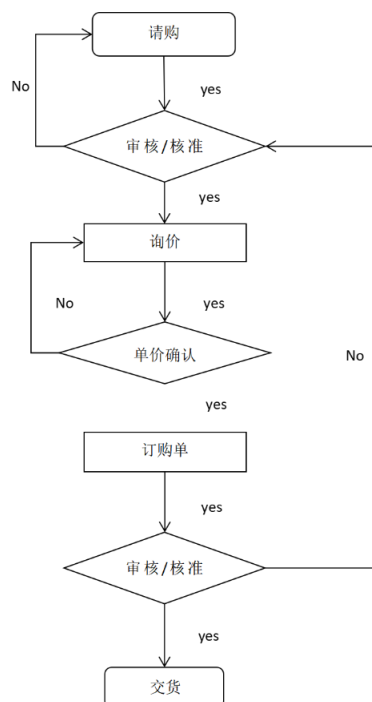 请购
No
yes
审核/核准
yes
询价
No
yes
单价确认
No
yes
订购单
yes
审核/核准
yes
交货